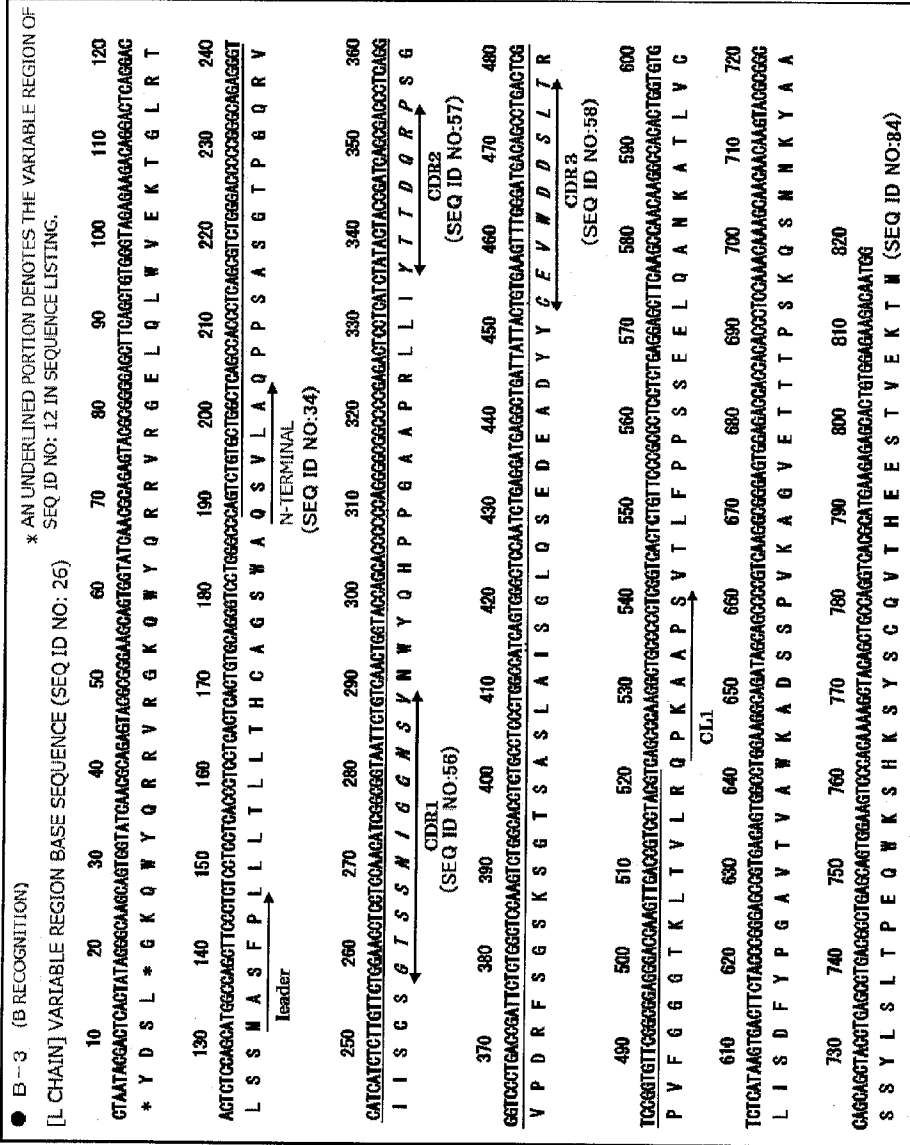 ● B-3 (B RECOGNITION)
* AN UNDERLINED PORTION DENOTES THE VARIABLE REGION OF
SEQ ID NO: 12 IN SEQUENCE LISTING.
[L CHAIN] VARIABLE REGION BASE SEQUENCE (SEQ ID NO: 26)
10 20 30 40 50 60 70 80 90 100 110 120
CTAATACGACTCACTATAGGGCAAGCAGTGGTATCAACGCAGAGTACGCGGGGAAGCAGTGGTATCAACGCAGAGTACGCGGGGAGCTTCAGCTGTGGGTAGAGAAGACAGGACTCAGGAC
* Y D S L * G K Q W Y Q R R V R G K Q W Y Q R R V R G E L Q L W V E K T G L R T
130 140 150 160 170 180 190 200 210 220 230 240
ACTCTCCAGCATGGCCAGCTTCCCTCTCCTCCTCACCCTCCTCACTCACTGTGCAGGGTCCTGGGCCCAGTCTGTGCTGGCTCAGCCACCCTCAGCGTCTGGGACCCCCGGGCAGAGGGT
L S S M A S F P L L L T L L T H C A G S W A Q S V L A Q P P S A S G T P G Q R V
leader
N-TERMINAL
(SEQ ID NO:34)
250 260 270 280 290 300 310 320 330 340 350 360
CATCATCTCTTGTTCTGGAAGCTCCTCCAACATCGGCGGTAATTCTGTGAACTGGTACCAGCACCCCCCAGGGGCGGCCCCGAGACTCCTCATCTATACTACCGATCAGCGACCCTCAGG
I I S C S G T S S N I G G N S V N W Y Q H P P G A A P R L L I Y T T D Q R P S G
CDR1
(SEQ ID NO:56)
CDR2
(SEQ ID NO:57)
370 380 390 400 410 420 430 440 450 460 470 480
GGTCCCTGACCGATTCTCTGGCTCCAAGTCTGGCACCTCTGCCTCCCTGGCCATCAGTGGGCTCCAATCTGAGGATGAGGCTGATTATTACTGTGAAGTTTGGGATGACAGCCTGACTCG
V P D R F S G S K S G T S A S L A I S G L Q S E D E A D Y Y C E V W D D S L T R
CDR3
(SEQ ID NO:58)
490 500 510 520 530 540 550 560 570 580 590 600
TCCGGTGTTCGGCGGAGGGACCAAGTTGACCGTCCTACGTCAGCCCAAGGCTGCCCCCTCGGTCACTCTGTTCCCGCCCTCCTCTGAGGAGCTTCAAGCCAACAAGGCCACACTGGTGTG
P V F G G G T K L T V L R Q P K A A P S V T L F P P S S E E L Q A N K A T L V C
CL1
610 620 630 640 650 660 670 680 690 700 710 720
TCTCATAAGTGACTTCTACCCGGGAGCCGTGACAGTGGCCTGGAAGGCAGATAGCAGCCCCGTCAAGGCGGGAGTGGAGACCACCACACCCTCCAAACAAAGCAACAACAAGTACGCGGC
L I S D F Y P G A V T V A W K A D S S P V K A G V E T T T P S K Q S N N K Y A A
730 740 750 760 770 780 790 800 810 820
CAGCAGCTACCTGAGCCTGACGCCTGAGCAGTGGAAGTCCCACAAAAGCTACAGCTGCCAGGTCACGCATGAAGAGAGCACTGTGGAGAAGACAATGG
S S Y L S L T P E Q W K S H K S Y S C Q V T H E E S T V E K T M (SEQ ID NO:84)